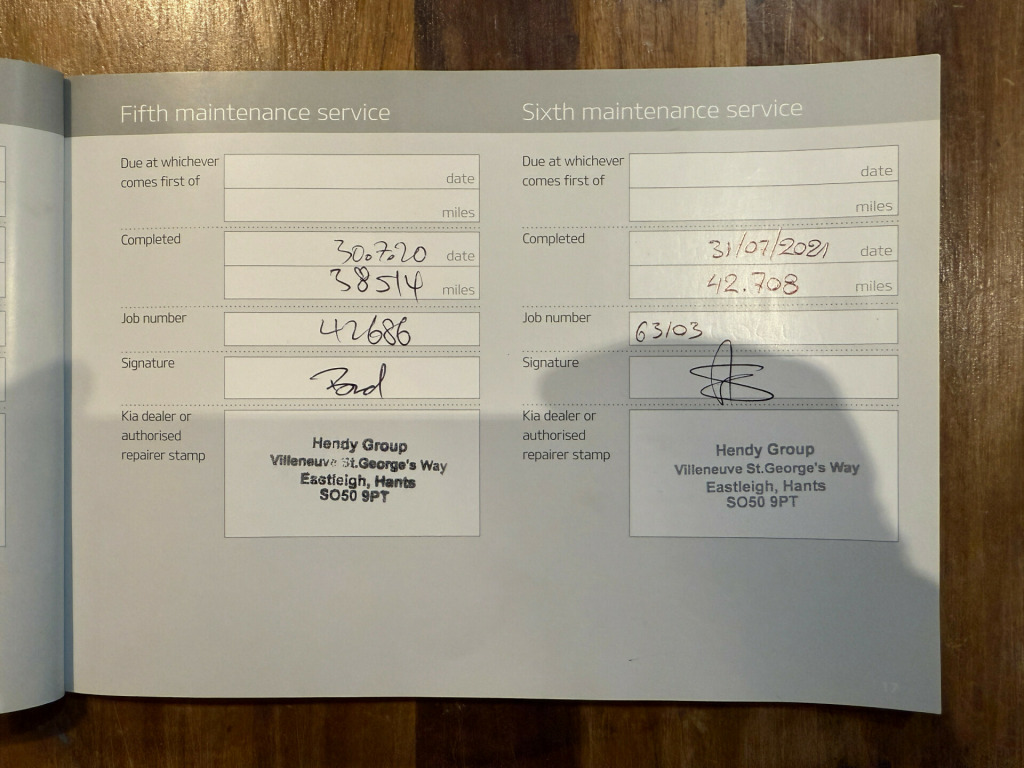 Fifth maintenance service
Due at whichever
comes first of
date
miles
Completed
30.7.20 date
38514 miles
Job number
42686
Signature
Kia dealer or
authorised
repairer stamp
Hendy Group
Villeneuve St.George's Way
Eastleigh, Hants
SO50 9PT
Sixth maintenance service
Due at whichever
comes first of
date
miles
Completed
31/07/2021 date
42.708 miles
Job number
63103
Signature
Kia dealer or
authorised
repairer stamp
Hendy Group
Villeneuve St.George's Way
Eastleigh, Hants
SO50 9PT